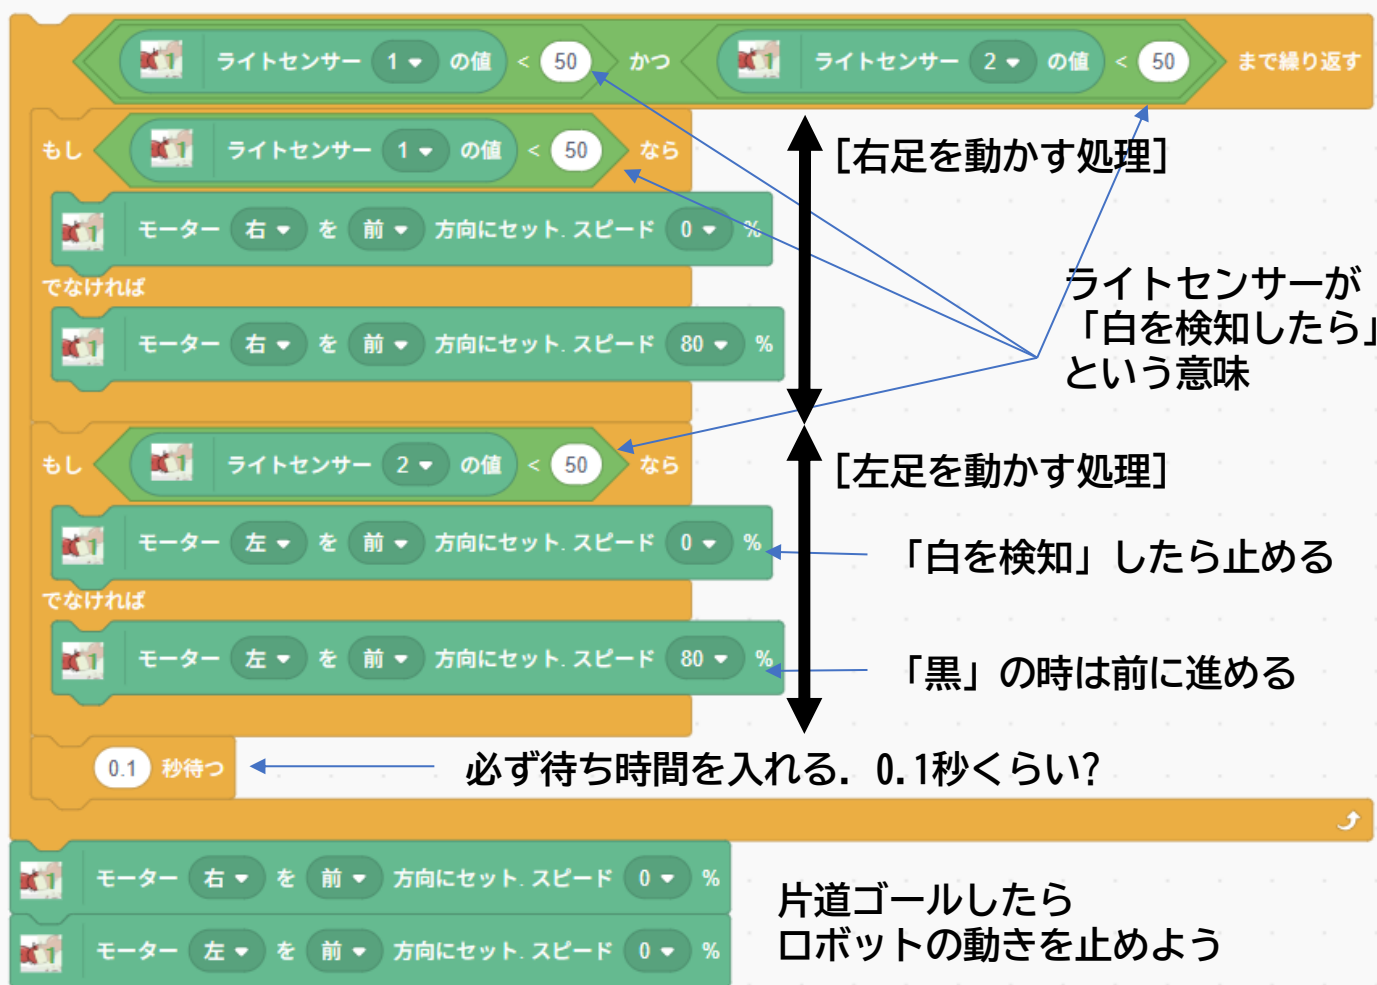 ライトセンサー 1 の値 < 50 かつ ライトセンサー 2 の値 < 50 まで繰り返す
もし ライトセンサー 1 の値 < 50 なら
[右足を動かす処理]
モーター 右 を 前 方向にセット. スピード 0 %
でなければ
モーター 右 を 前 方向にセット. スピード 80 %
ライトセンサーが
「白を検知したら」
という意味
もし ライトセンサー 2 の値 < 50 なら
[左足を動かす処理]
モーター 左 を 前 方向にセット. スピード 0 %
「白を検知」したら止める
でなければ
モーター 左 を 前 方向にセット. スピード 80 %
「黒」の時は前に進める
0.1 秒待つ
必ず待ち時間を入れる. 0.1秒くらい?
モーター 右 を 前 方向にセット. スピード 0 %
モーター 左 を 前 方向にセット. スピード 0 %
片道ゴールしたら
ロボットの動きを止めよう